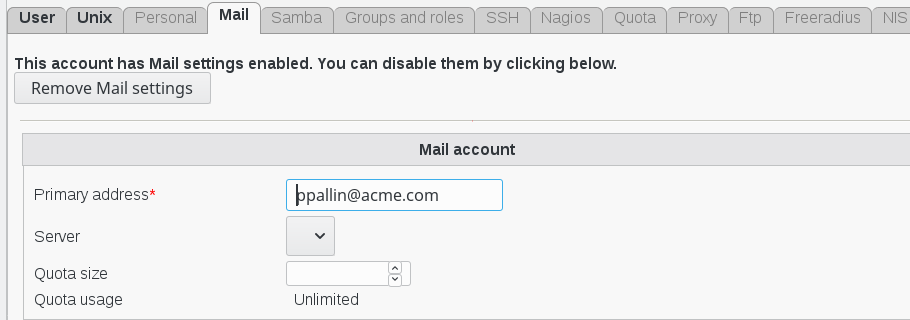 User Unix Personal Mail Samba Groups and roles SSH Nagios Quota Proxy Ftp Freeradius NIS
This account has Mail settings enabled. You can disable them by clicking below.
Remove Mail settings
Mail account
Primary address* ppallin@acme.com
Server
Quota size
Quota usage Unlimited